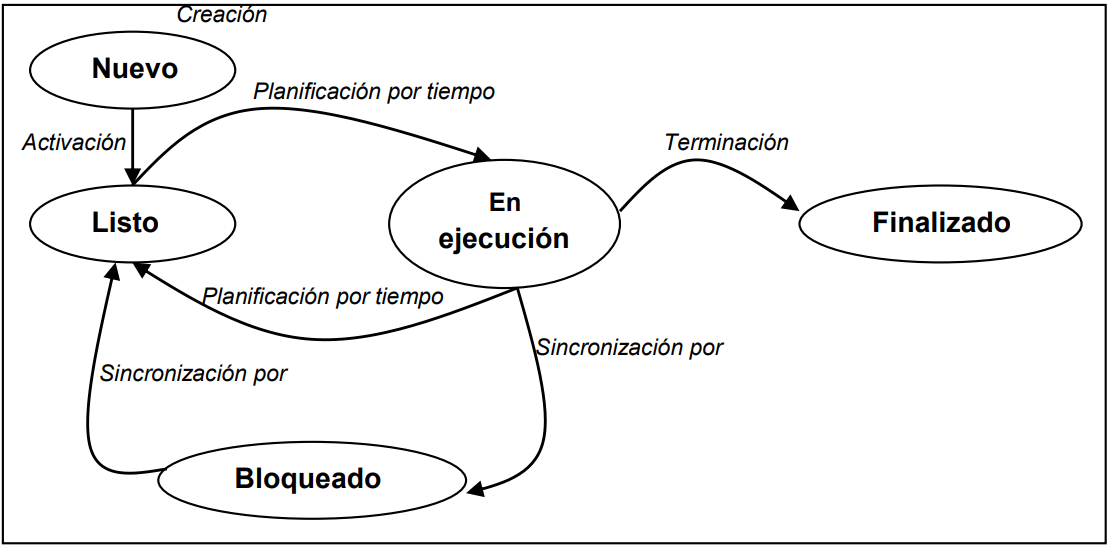 Creación
Nuevo
Planificación por tiempo
Activación
Terminación
En
ejecución
Listo
Finalizado
Planificación por tiempo
Sincronización por
Sincronización por
Bloqueado